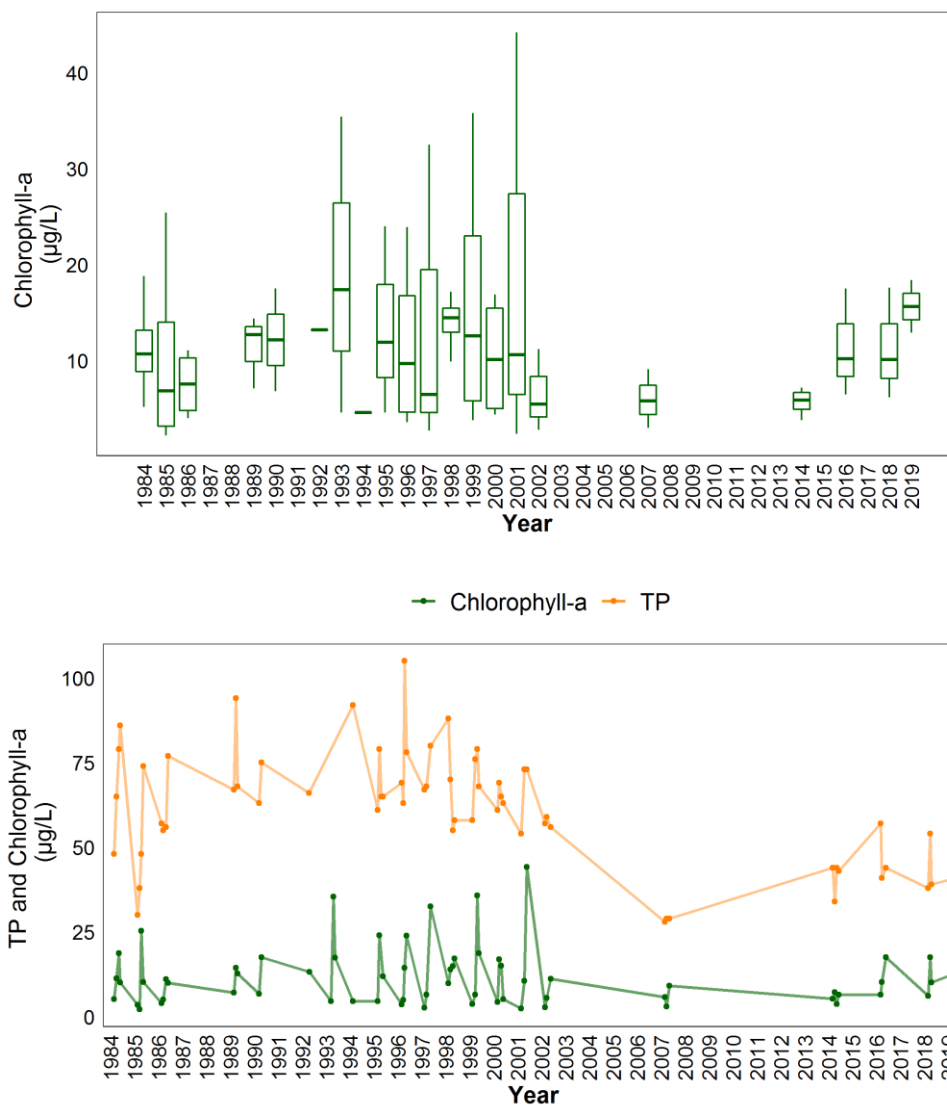 Chlorophyll-a
(µg/L)
40
30
20
10
1984 1985 1986 1987 1988 1989 1990 1991 1992 1993 1994 1995 1996 1997 1998 1999 2000 2001 2002 2003 2004 2005 2006 2007 2008 2009 2010 2011 2012 2013 2014 2015 2016 2017 2018 2019
Year
Chlorophyll-a TP
TP and Chlorophyll-a
(µg/L)
100
75
50
25
0
1984 1985 1986 1987 1988 1989 1990 1991 1992 1993 1994 1995 1996 1997 1998 1999 2000 2001 2002 2003 2004 2005 2006 2007 2008 2009 2010 2011 2012 2013 2014 2015 2016 2017 2018 2019
Year